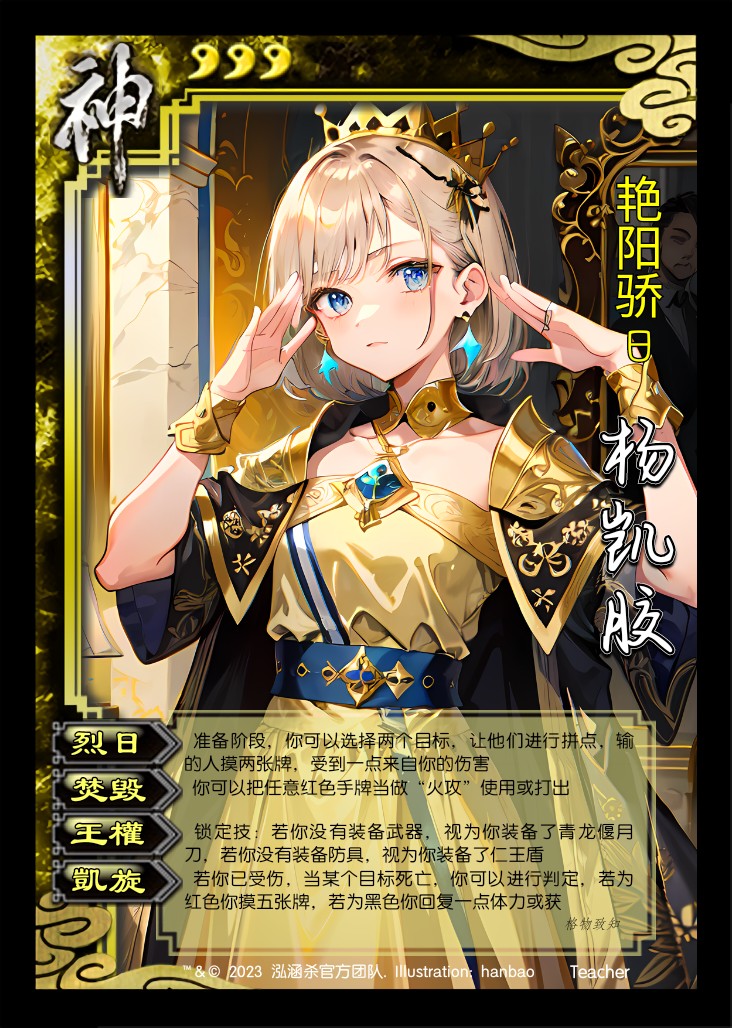 神
艳阳骄日
杨凯胶
烈日
准备阶段,你可以选择两个目标,让他们进行拼点,输
的人摸两张牌,受到一点来自你的伤害
焚毁
你可以把任意红色手牌当做“火攻”使用或打出
王權
锁定技:若你没有装备武器,视为你装备了青龙偃月
刀,若你没有装备防具,视为你装备了仁王盾
凱旋
若你已受伤,当某个目标死亡,你可以进行判定,若为
红色你摸五张牌,若为黑色你回复一点体力或获
格物致知
™ & © 2023 泓涵杀官方团队. Illustration: hanbao Teacher